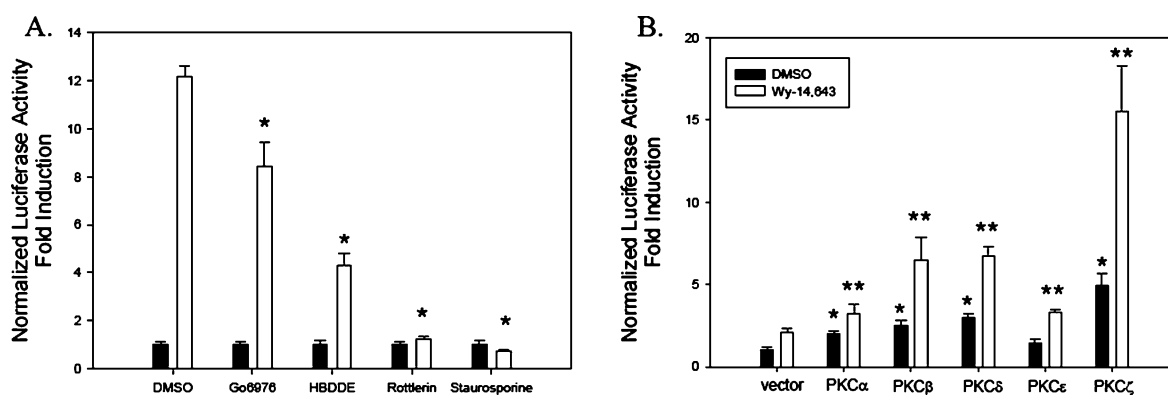 A.
Normalized Luciferase Activity
Fold Induction
14
12
10
8
6
4
2
0
*
*
*
*
DMSO Go6976 HBDDE Rottlerin Staurosporine
B.
Normalized Luciferase Activity
Fold Induction
20
15
10
5
0
DMSO
Wy-14,643
*
**
*
**
*
**
**
*
**
vector PKCα PKCβ PKCδ PKCε PKCζ